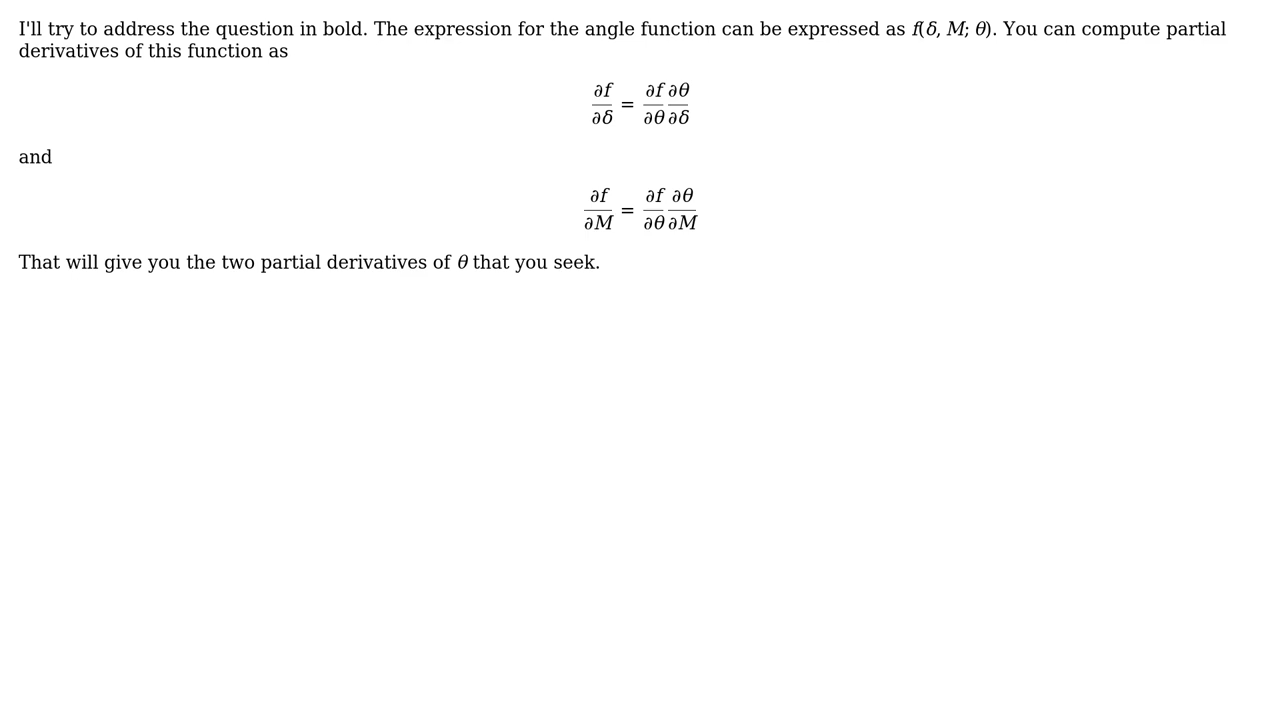 I'll try to address the question in bold. The expression for the angle function can be expressed as f(δ, M; θ). You can compute partial
derivatives of this function as
∂f/∂δ = ∂f/∂θ ∂θ/∂δ
and
∂f/∂M = ∂f/∂θ ∂θ/∂M
That will give you the two partial derivatives of θ that you seek.